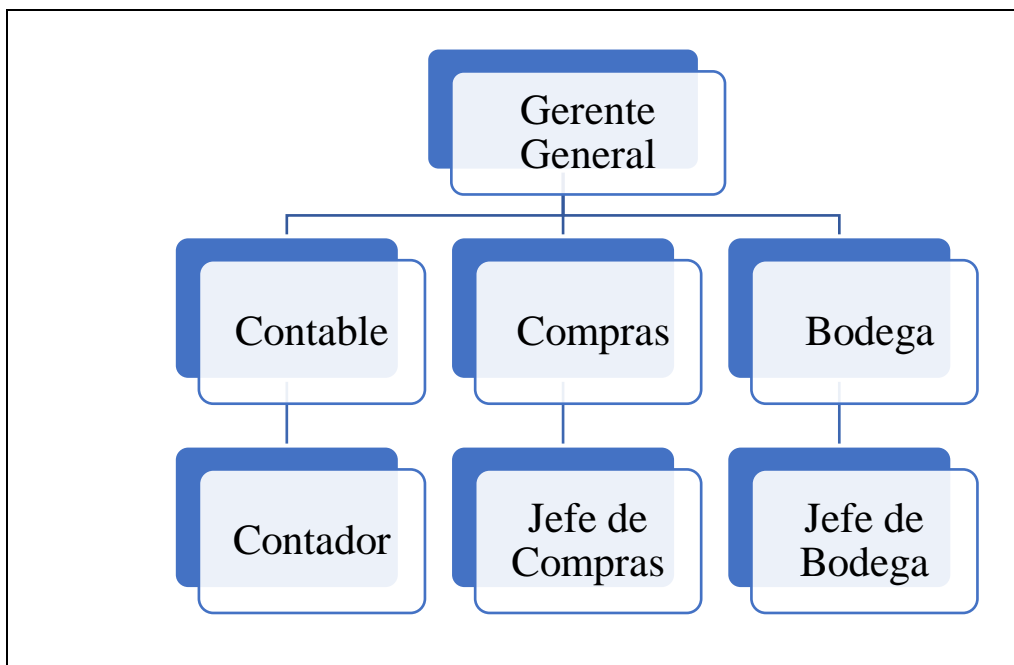 Gerente
General
Contable
Compras
Bodega
Contador
Jefe de
Compras
Jefe de
Bodega